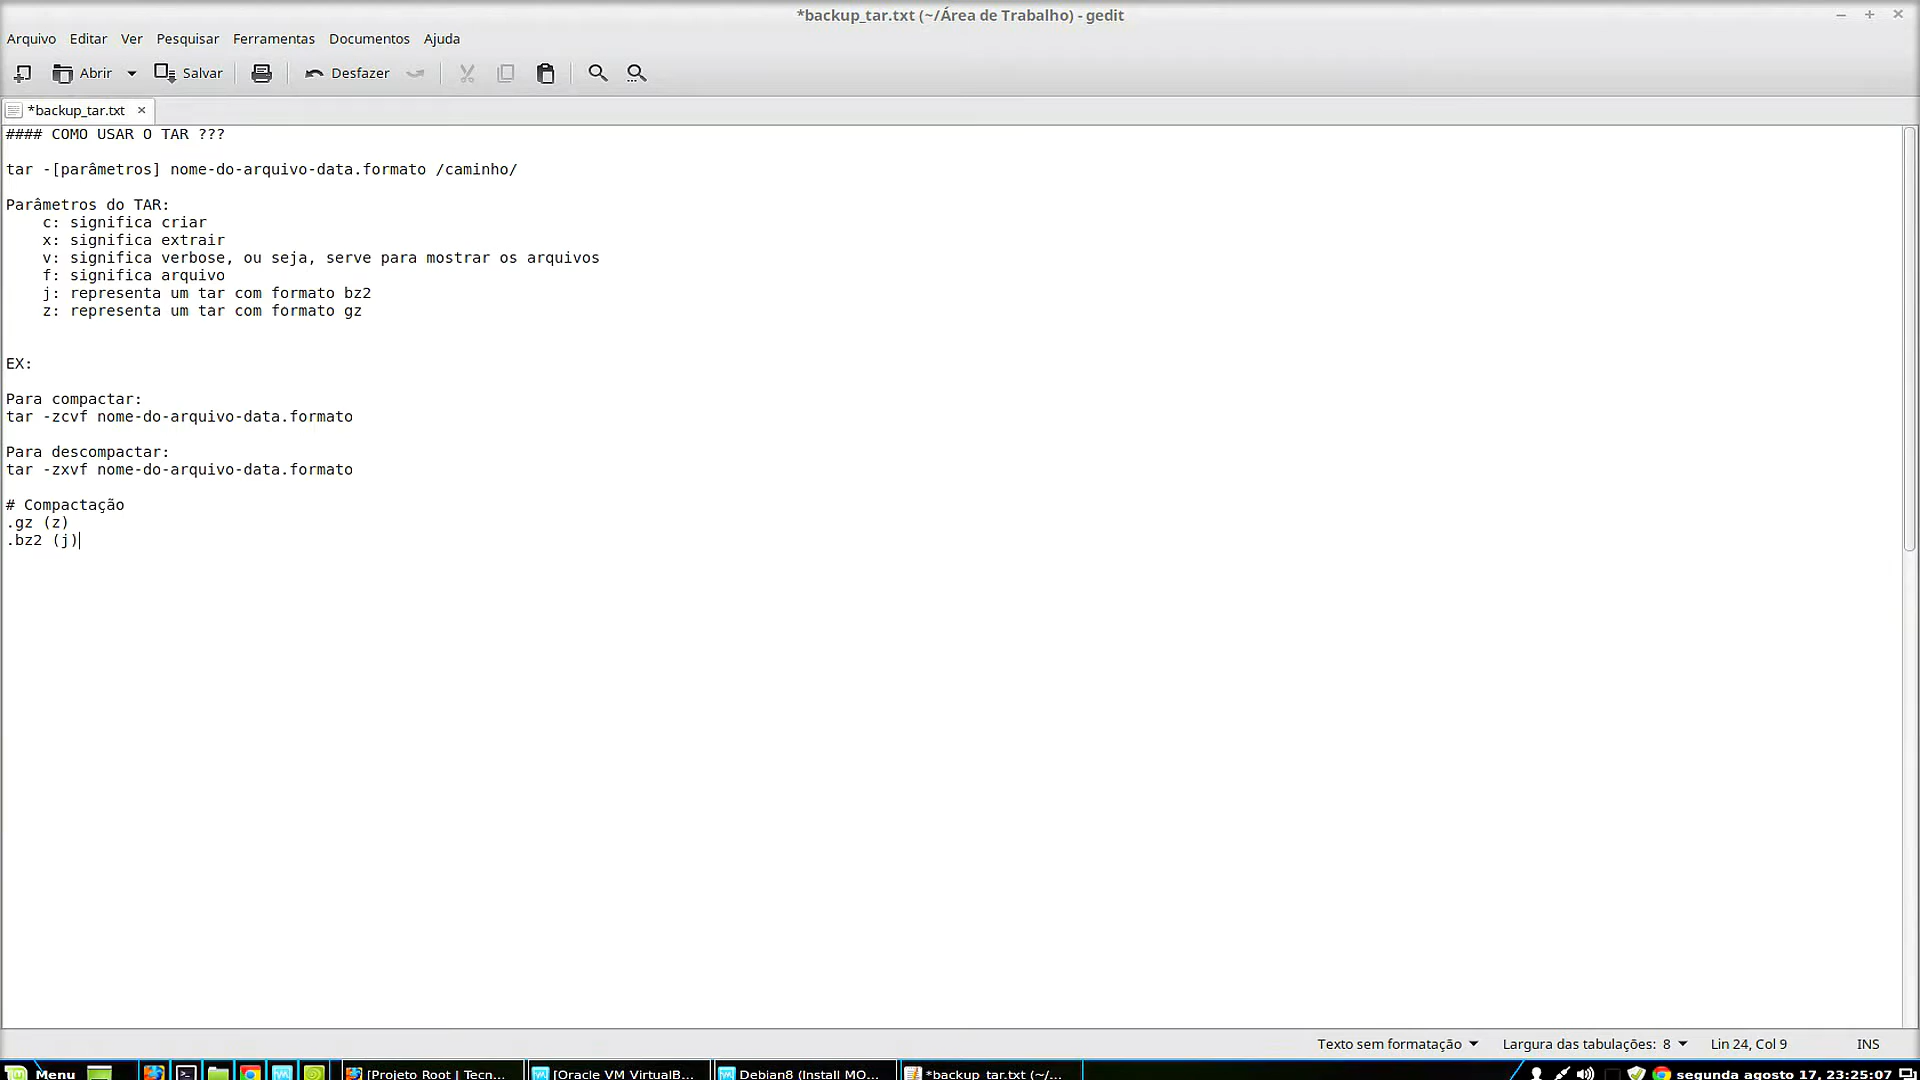 *backup_tar.txt (~/Área de Trabalho) - gedit
Arquivo Editar Ver Pesquisar Ferramentas Documentos Ajuda
Abrir Salvar Desfazer
*backup_tar.txt
#### COMO USAR O TAR ???
tar -[parâmetros] nome-do-arquivo-data.formato /caminho/
Parâmetros do TAR:
c: significa criar
x: significa extrair
v: significa verbose, ou seja, serve para mostrar os arquivos
f: significa arquivo
j: representa um tar com formato bz2
z: representa um tar com formato gz
EX:
Para compactar:
tar -zcvf nome-do-arquivo-data.formato
Para descompactar:
tar -zxvf nome-do-arquivo-data.formato
# Compactação
.gz (z)
.bz2 (j)
Texto sem formatação Largura das tabulações: 8 Lin 24, Col 9 INS
Menu [Projeto Root | Tecn... [Oracle VM VirtualB... Debian8 (Install MO... *backup_tar.txt (~/... segunda agosto 17, 23:25:07